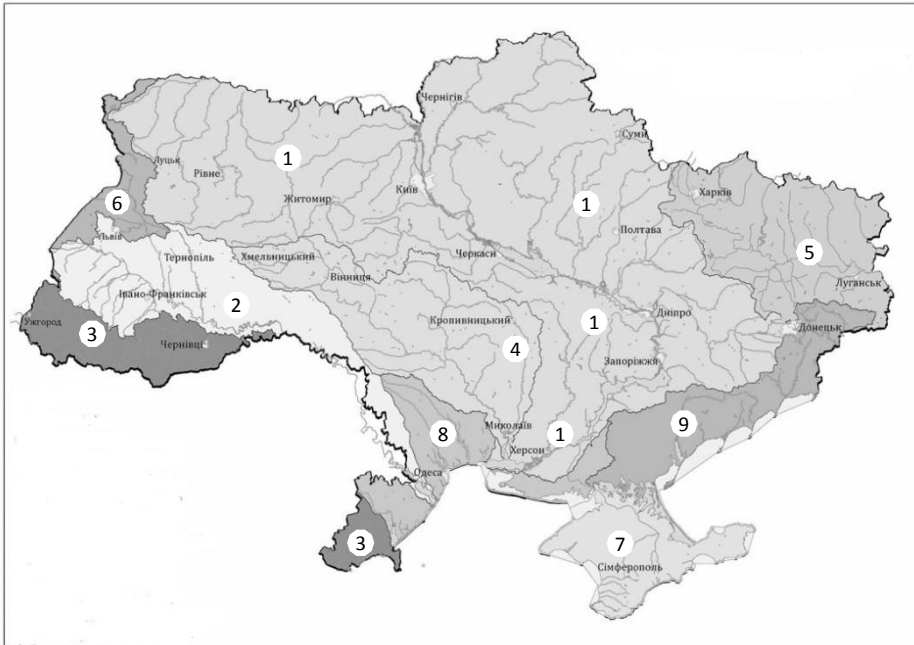 Чернігів
Суми
Луцьк
Рівне
1
Житомир
Київ
Харків
6
1
Полтава
Львів
Тернопіль
Хмельницький
Черкаси
5
Вінниця
Луганськ
Івано-Франківськ
2
Дніпро
Ужгород
3
Кропивницький
1
Донецьк
Чернівці
4
Запоріжжя
Миколаїв
9
8
1
Херсон
Одеса
3
7
Сімферополь